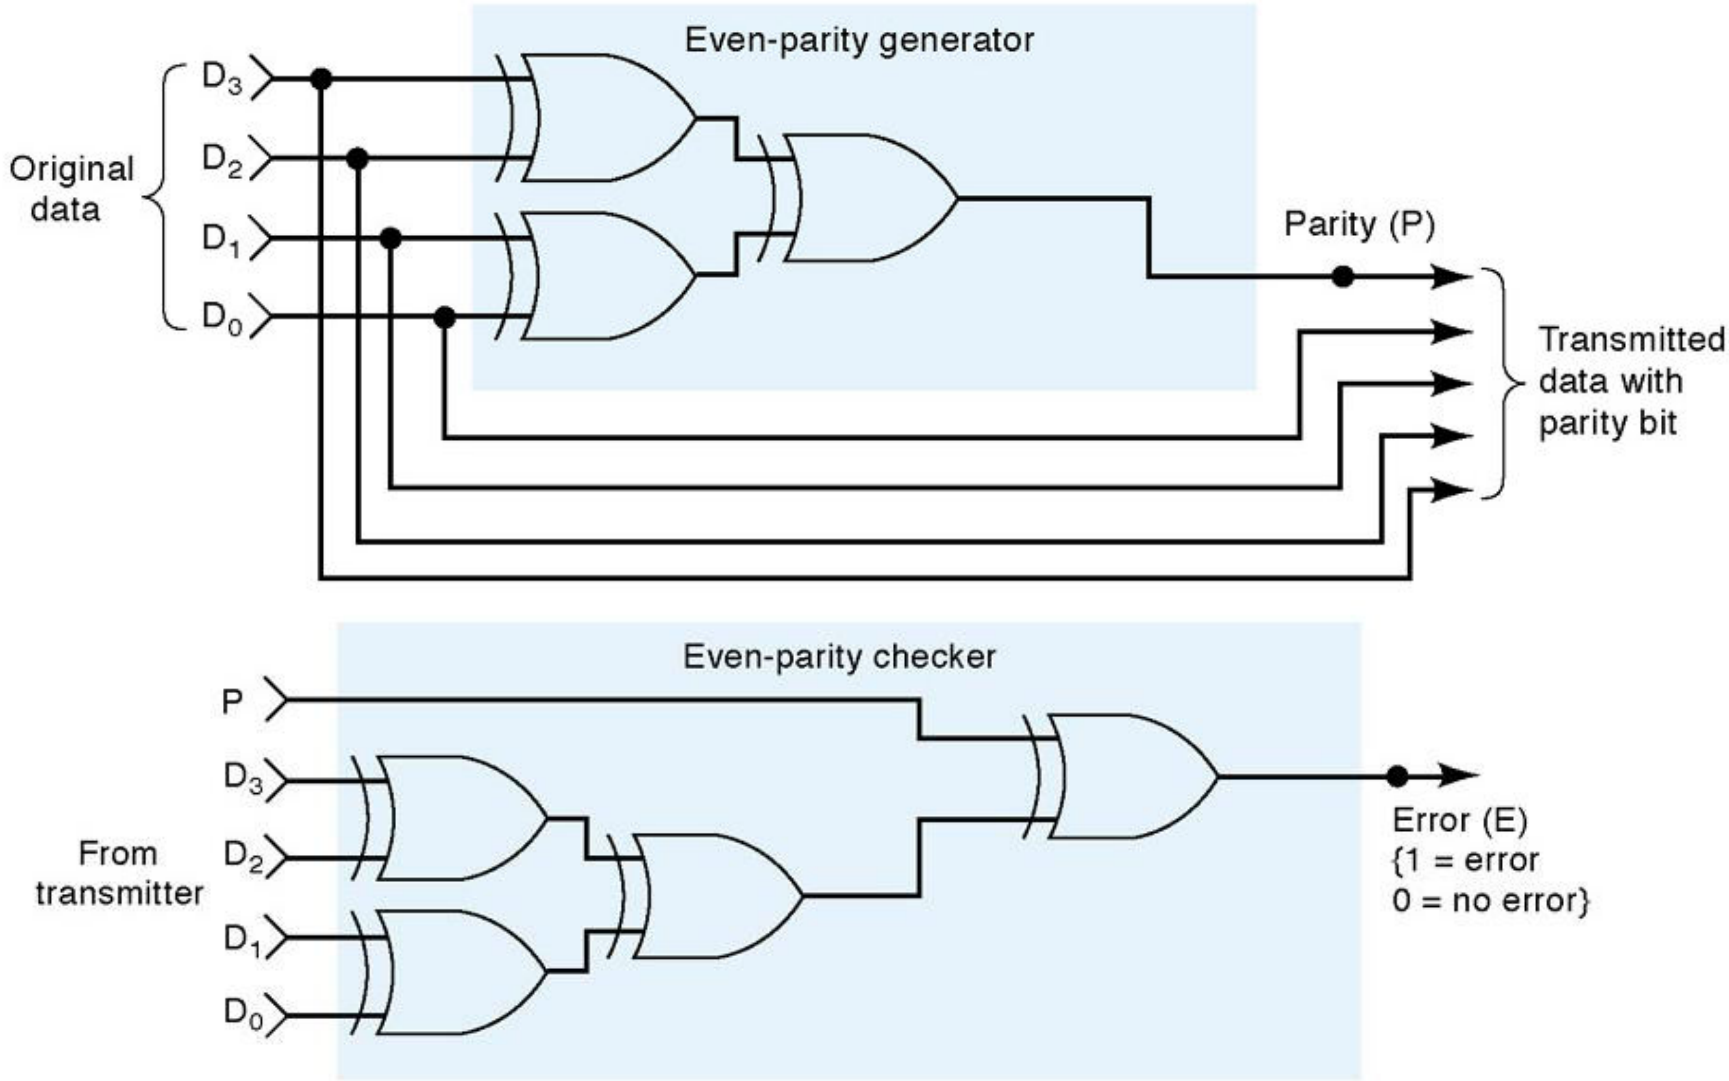 Even-parity generator
D₃
D₂
D₁
D₀
Original
data
Parity (P)
Transmitted
data with
parity bit
Even-parity checker
P
D₃
D₂
D₁
D₀
From
transmitter
Error (E)
{1 = error
0 = no error}